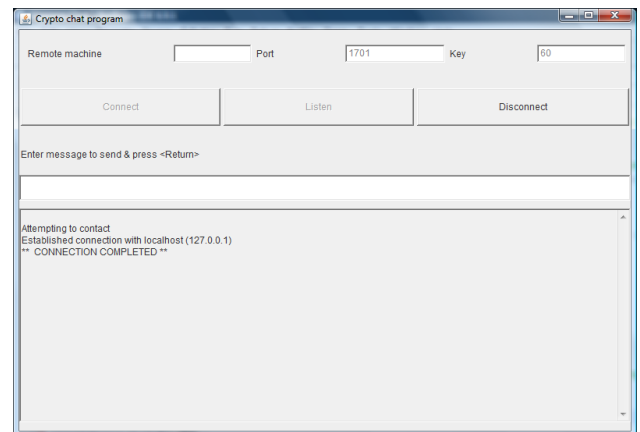 Crypto chat program
Remote machine Port 1701 Key 60
Connect Listen Disconnect
Enter message to send & press <Return>
Attempting to contact
Established connection with localhost (127.0.0.1)
** CONNECTION COMPLETED **